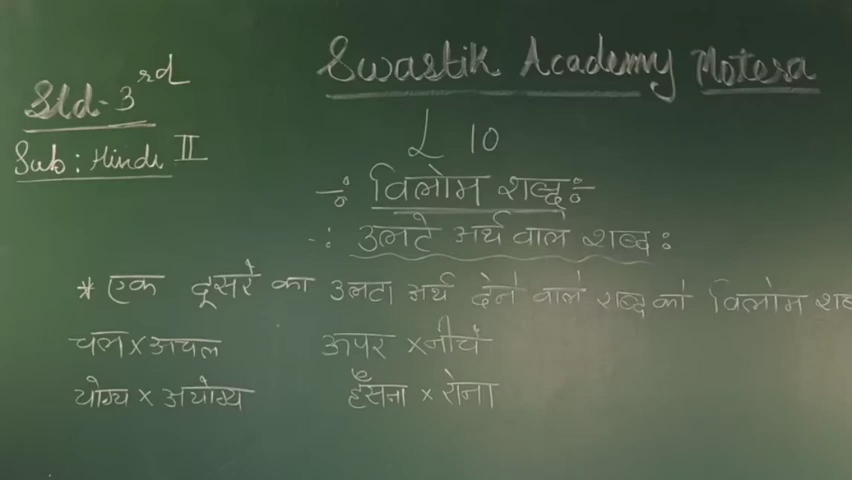 Swastik Academy Motera
Std- 3rd
Sub: Hindi II
L 10
-: विलोम शब्द :-
-: उलटे अर्थ वाले शब्द :
* एक दूसरे का उलटा अर्थ देने वाले शब्द को विलोम शब
चल x अचल ऊपर x नीचे
योग्य x अयोग्य हँसना x रोना